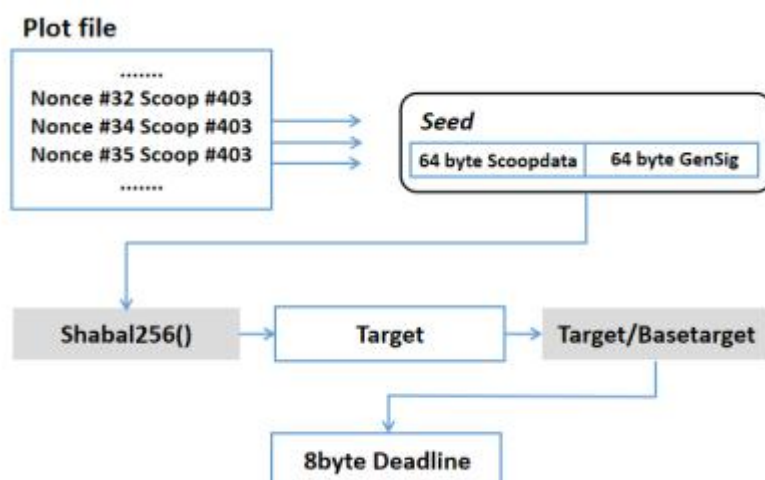 Plot file
.......
Nonce #32 Scoop #403
Nonce #34 Scoop #403
Nonce #35 Scoop #403
.......
Seed
64 byte Scoopdata 64 byte GenSig
Shabal256() Target Target/Basetarget
8byte Deadline